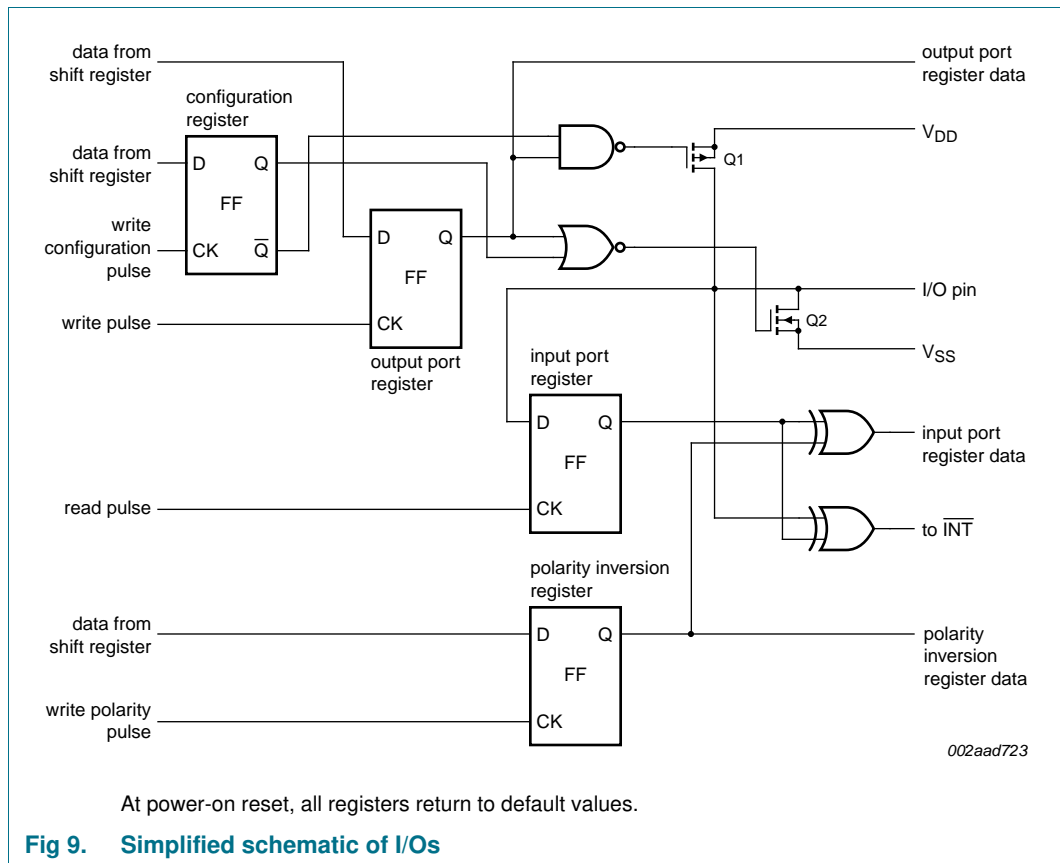 data from
shift register
output port
register data
configuration
register
V_DD
Q1
data from
shift register
D
Q
FF
write
configuration
pulse
CK
Q̅
D
Q
FF
I/O pin
Q2
write pulse
CK
V_SS
output port
register
input port
register
D
Q
input port
register data
FF
read pulse
CK
to I̅N̅T̅
polarity inversion
register
data from
shift register
D
Q
polarity
inversion
register data
FF
write polarity
pulse
CK
002aad723
At power-on reset, all registers return to default values.
Fig 9. Simplified schematic of I/Os